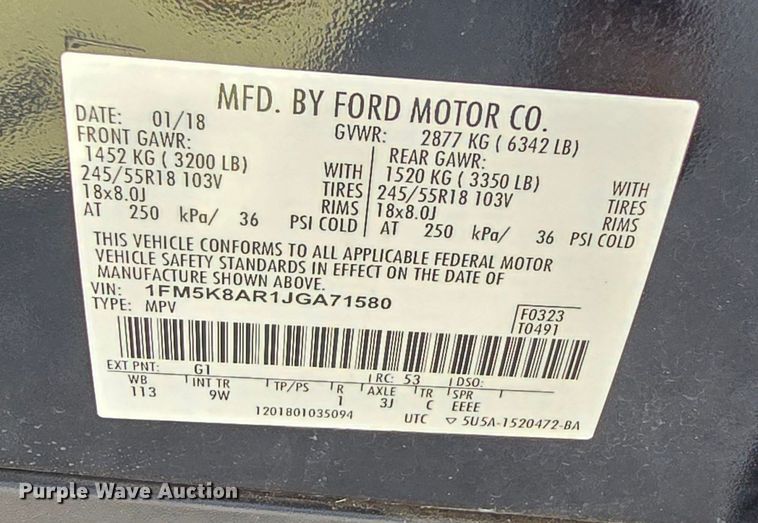 MFD. BY FORD MOTOR CO.
DATE: 01/18 GVWR: 2877 KG ( 6342 LB)
FRONT GAWR: REAR GAWR:
1452 KG ( 3200 LB) WITH 1520 KG ( 3350 LB) WITH
245/55R18 103V TIRES 245/55R18 103V TIRES
18x8.0J RIMS 18x8.0J RIMS
AT 250 kPa/ 36 PSI COLD AT 250 kPa/ 36 PSI COLD
THIS VEHICLE CONFORMS TO ALL APPLICABLE FEDERAL MOTOR
VEHICLE SAFETY STANDARDS IN EFFECT ON THE DATE OF
MANUFACTURE SHOWN ABOVE.
VIN: 1FM5K8AR1JGA71580
TYPE: MPV
F0323
T0491
EXT PNT: G1 RC: 53 DSO:
WB INT TR TP/PS R AXLE TR SPR
113 9W 1 3J C EEEE
1201801035094 UTC ▽ 5U5A-1520472-BA
Purple Wave Auction